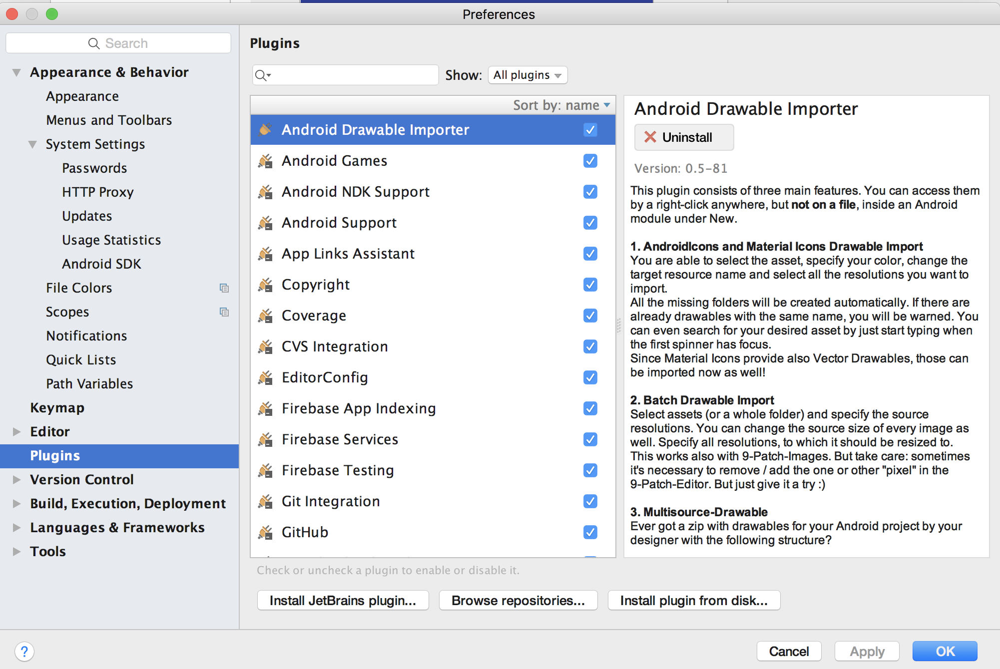 Preferences
Search
Appearance & Behavior
Appearance
Menus and Toolbars
System Settings
Passwords
HTTP Proxy
Updates
Usage Statistics
Android SDK
File Colors
Scopes
Notifications
Quick Lists
Path Variables
Keymap
Editor
Plugins
Version Control
Build, Execution, Deployment
Languages & Frameworks
Tools
Plugins
Show: All plugins
Sort by: name
Android Drawable Importer
Android Games
Android NDK Support
Android Support
App Links Assistant
Copyright
Coverage
CVS Integration
EditorConfig
Firebase App Indexing
Firebase Services
Firebase Testing
Git Integration
GitHub
Check or uncheck a plugin to enable or disable it.
Install JetBrains plugin...
Browse repositories...
Install plugin from disk...
Android Drawable Importer
Uninstall
Version: 0.5-81
This plugin consists of three main features. You can access them
by a right-click anywhere, but not on a file, inside an Android
module under New.
1. AndroidIcons and Material Icons Drawable Import
You are able to select the asset, specify your color, change the
target resource name and select all the resolutions you want to
import.
All the missing folders will be created automatically. If there are
already drawables with the same name, you will be warned. You
can even search for your desired asset by just start typing when
the first spinner has focus.
Since Material Icons provide also Vector Drawables, those can
be imported now as well!
2. Batch Drawable Import
Select assets (or a whole folder) and specify the source
resolutions. You can change the source size of every image as
well. Specify all resolutions, to which it should be resized to.
This works also with 9-Patch-Images. But take care: sometimes
it's necessary to remove / add the one or other "pixel" in the
9-Patch-Editor. But just give it a try :)
3. Multisource-Drawable
Ever got a zip with drawables for your Android project by your
designer with the following structure?
?
Cancel
Apply
OK